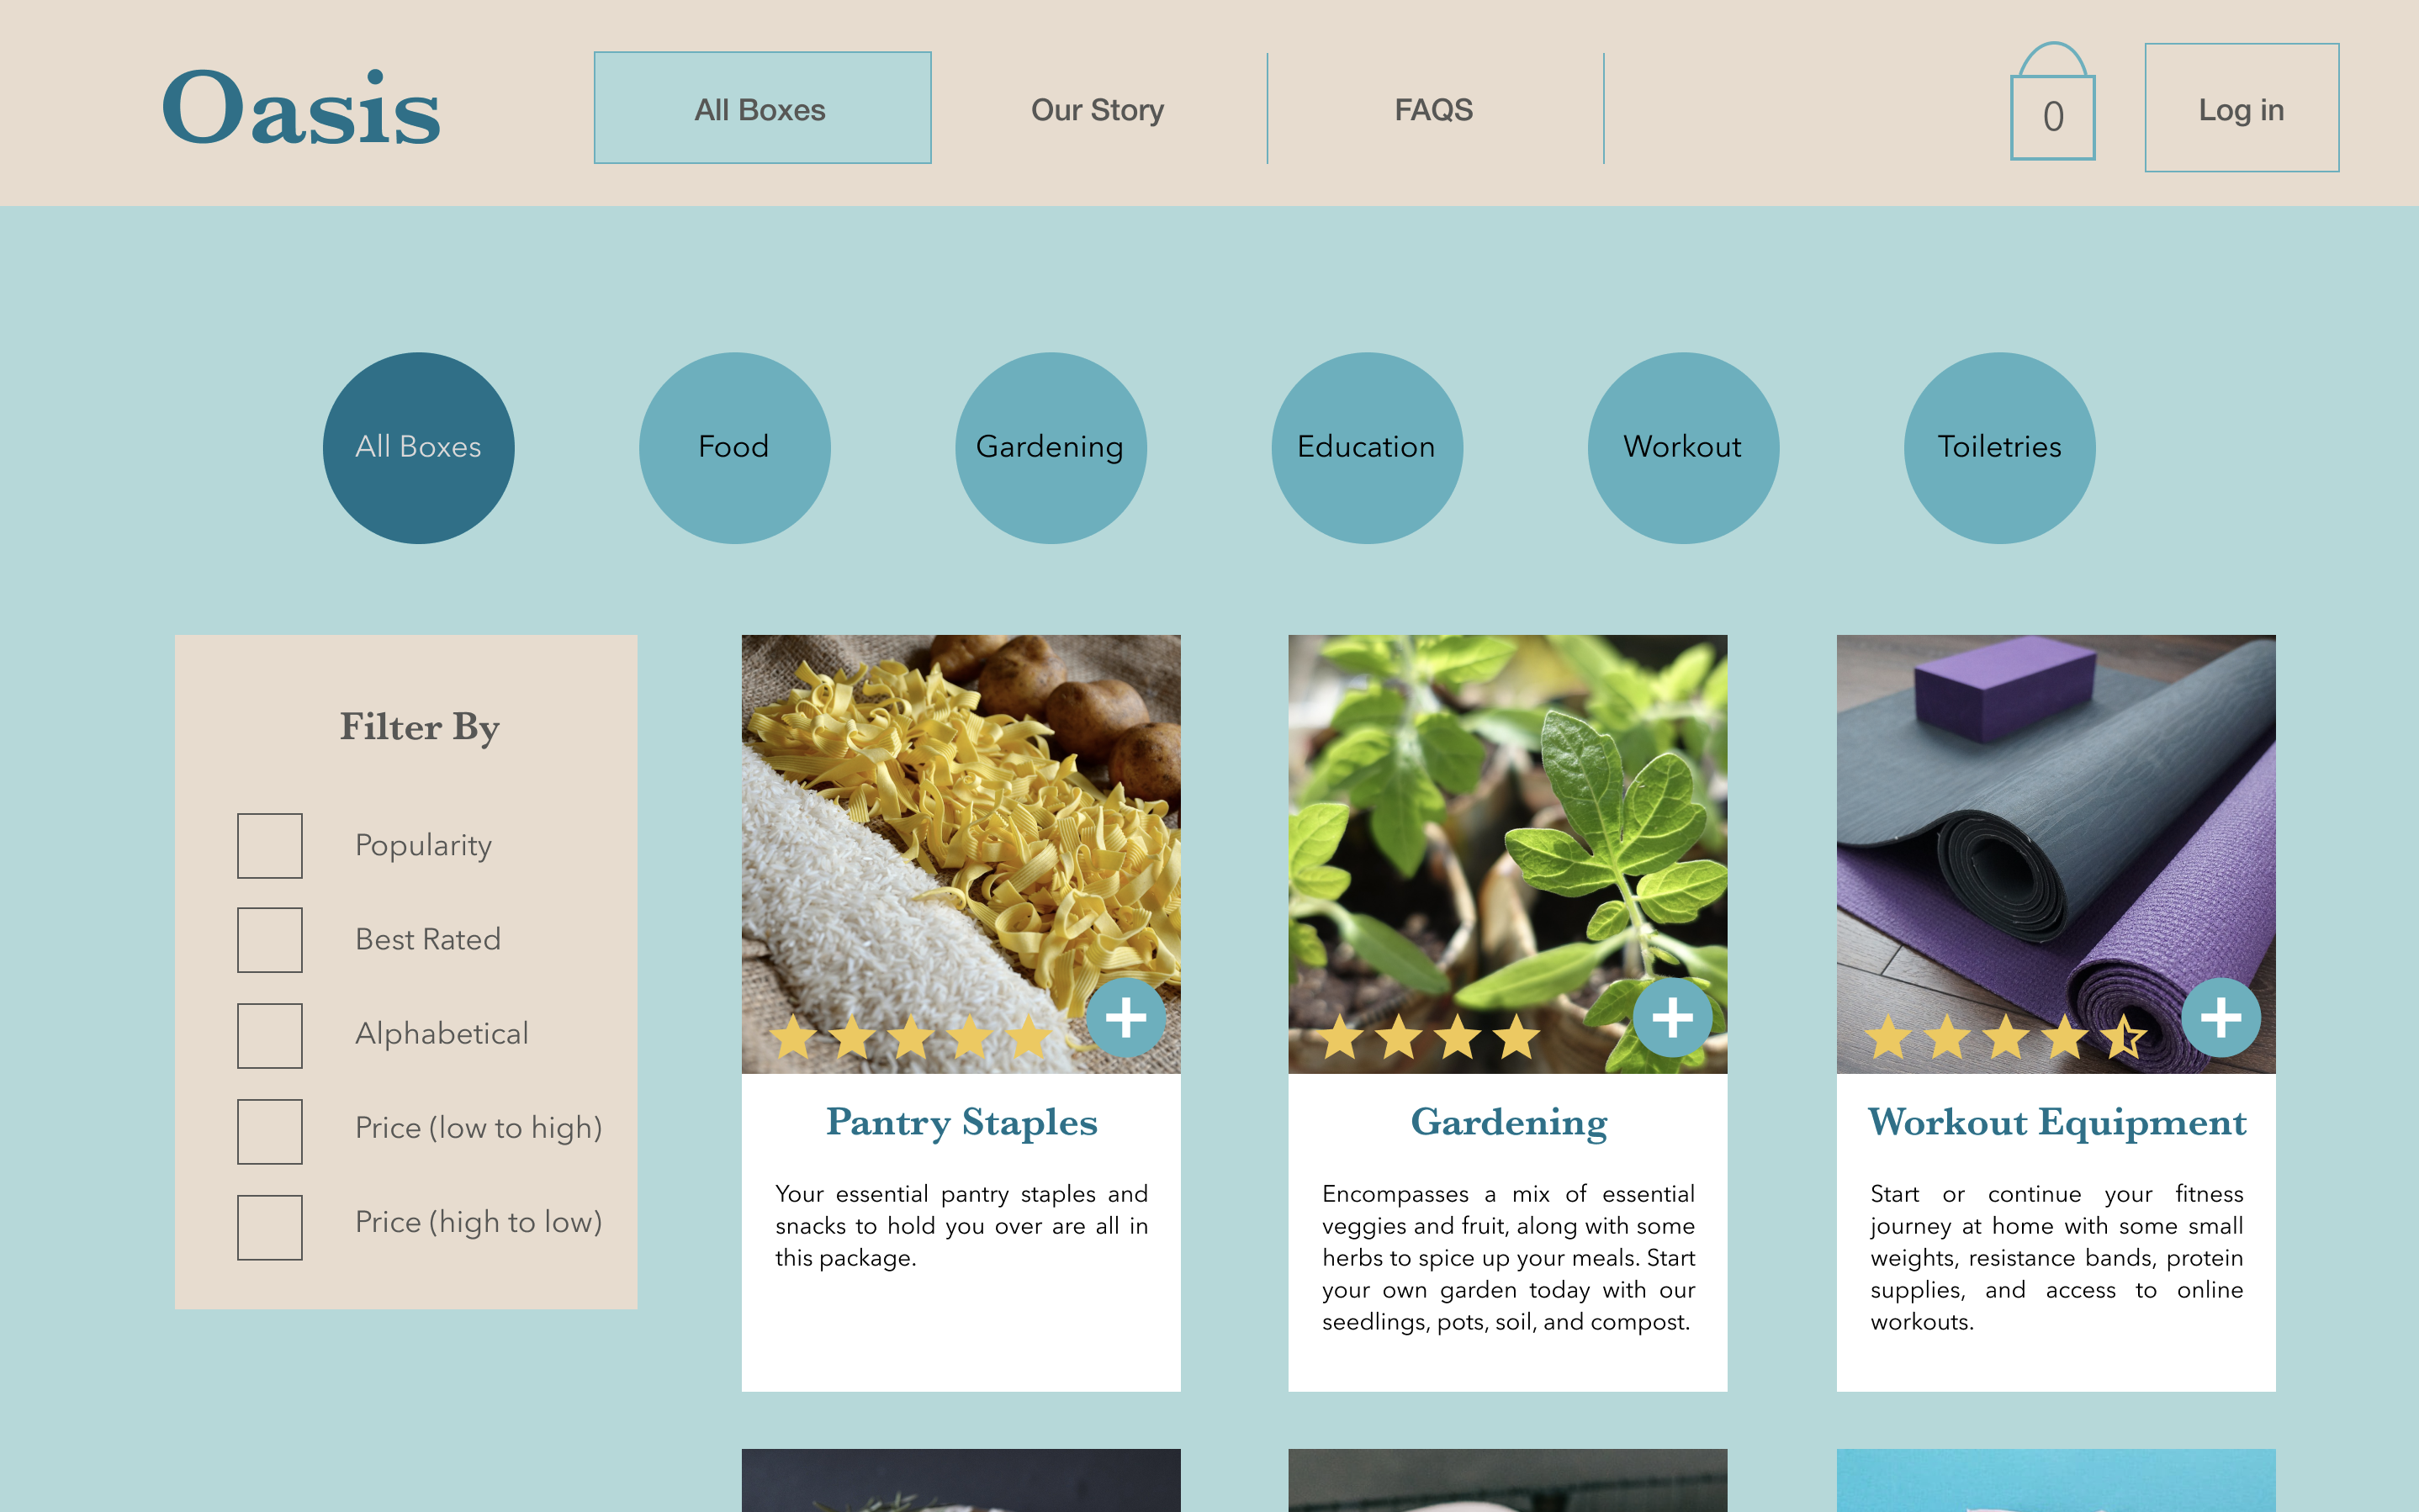 Oasis
All Boxes
Our Story
FAQS
0
Log in
All Boxes
Food
Gardening
Education
Workout
Toiletries
Filter By
Popularity
Best Rated
Alphabetical
Price (low to high)
Price (high to low)
Pantry Staples
Your essential pantry staples and
snacks to hold you over are all in
this package.
Gardening
Encompasses a mix of essential
veggies and fruit, along with some
herbs to spice up your meals. Start
your own garden today with our
seedlings, pots, soil, and compost.
Workout Equipment
Start or continue your fitness
journey at home with some small
weights, resistance bands, protein
supplies, and access to online
workouts.